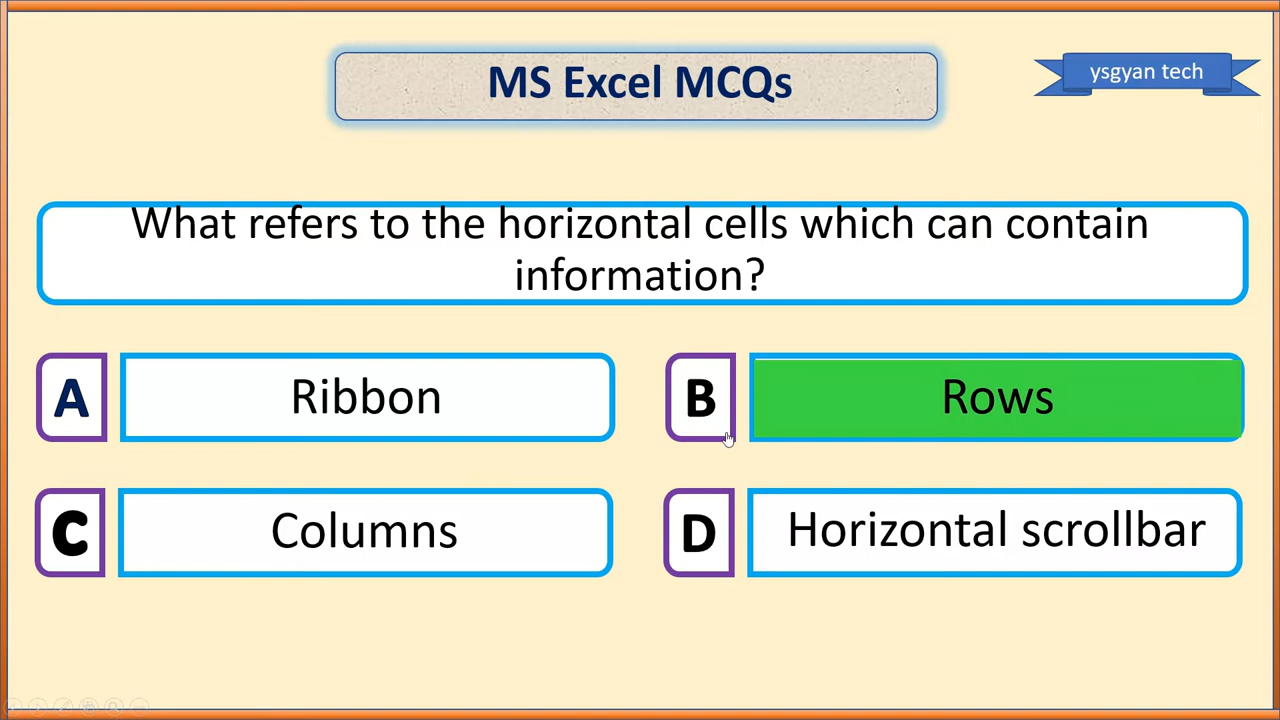 MS Excel MCQs
ysgyan tech
What refers to the horizontal cells which can contain
information?
A
Ribbon
B
Rows
C
Columns
D
Horizontal scrollbar